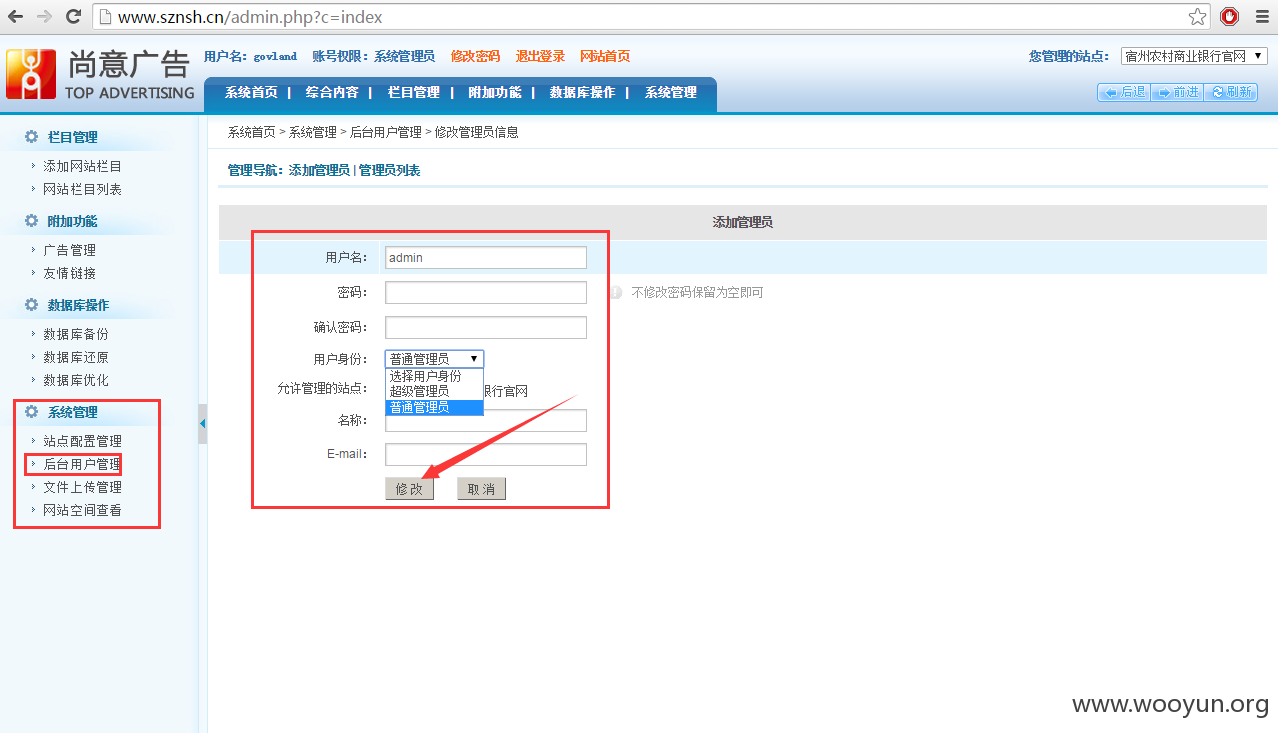 www.sznsh.cn/admin.php?c=index
尚意广告
TOP ADVERTISING
用户名：govland 账号权限：系统管理员 修改密码 退出登录 网站首页
您管理的站点： 宿州农村商业银行官网
系统首页 | 综合内容 | 栏目管理 | 附加功能 | 数据库操作 | 系统管理
后退 前进 刷新
栏目管理
添加网站栏目
网站栏目列表
附加功能
广告管理
友情链接
数据库操作
数据库备份
数据库还原
数据库优化
系统管理
站点配置管理
后台用户管理
文件上传管理
网站空间查看
系统首页 > 系统管理 > 后台用户管理 > 修改管理员信息
管理导航：添加管理员 | 管理员列表
添加管理员
用户名： admin
密码： 不修改密码保留为空即可
确认密码：
用户身份： 普通管理员
选择用户身份
超级管理员
普通管理员
允许管理的站点： 银行官网
名称：
E-mail：
修改 取消
www.wooyun.org